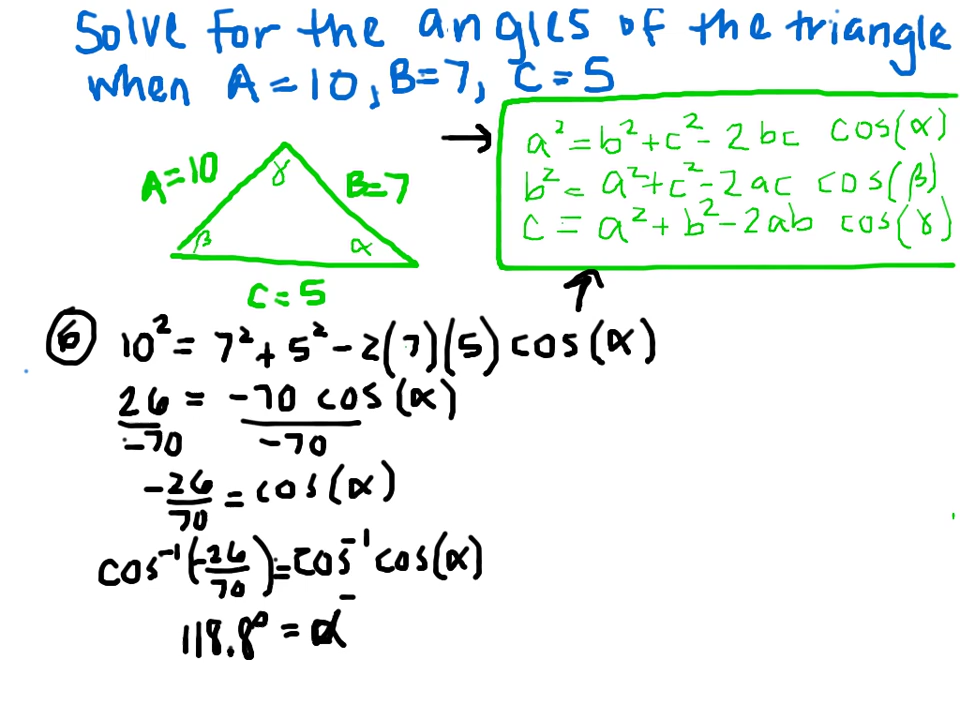 Solve for the angles of the triangle
when A=10, B=7, C=5
a² = b² + c² - 2bc cos(α)
b² = a² + c² - 2ac cos(β)
c = a² + b² - 2ab cos(γ)
A=10
γ
B=7
β
α
C=5
6
10² = 7² + 5² - 2(7)(5) cos(α)
26 = -70 cos(α)
-70 -70
-26/70 = cos(α)
cos⁻¹(-26/70) = cos⁻¹ cos(α)
118.8° = α